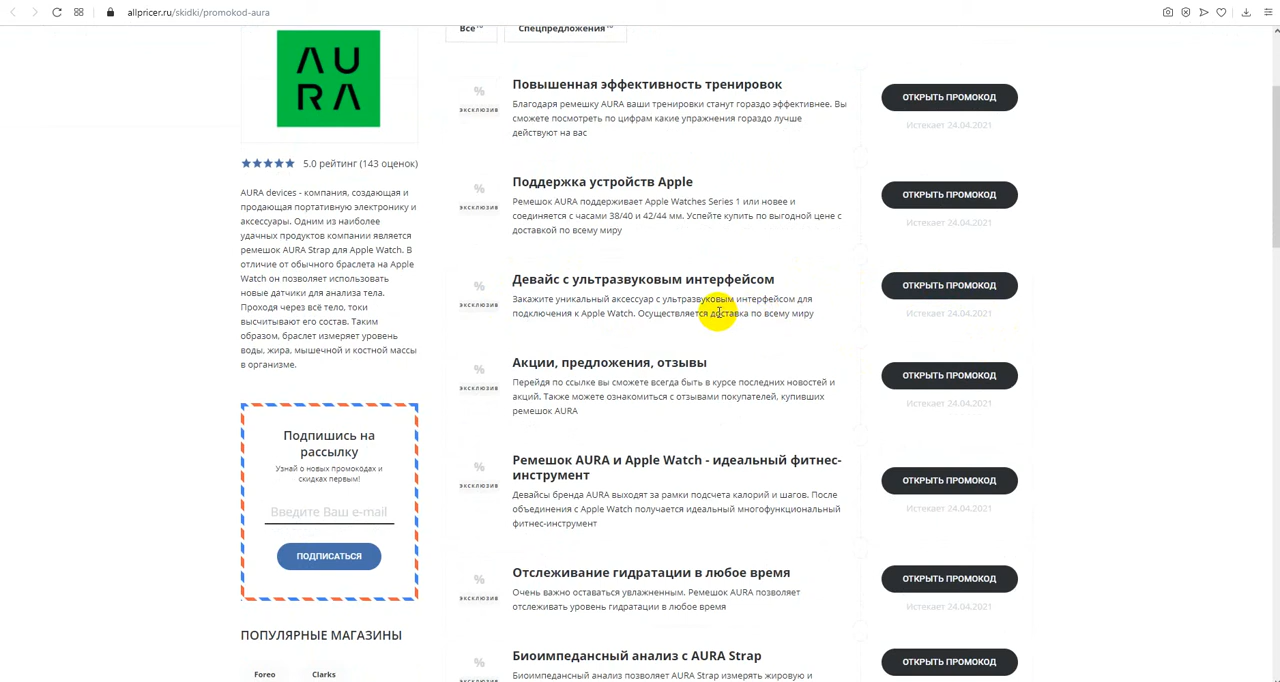 allpricer.ru/skidki/promokod-aura
Все
Спецпредложения
AU
RA
5.0 рейтинг (143 оценок)
AURA devices - компания, создающая и
продающая портативную электронику и
аксессуары. Одним из наиболее
удачных продуктов компании является
ремешок AURA Strap для Apple Watch. В
отличие от обычного браслета на Apple
Watch он позволяет использовать
новые датчики для анализа тела.
Проходя через всё тело, токи
высчитывают его состав. Таким
образом, браслет измеряет уровень
воды, жира, мышечной и костной массы
в организме.
Подпишись на
рассылку
Узнай о новых промокодах и
скидках первым!
Введите Ваш e-mail
ПОДПИСАТЬСЯ
ПОПУЛЯРНЫЕ МАГАЗИНЫ
Foreo
Clarks
%
ЭКСКЛЮЗИВ
Повышенная эффективность тренировок
Благодаря ремешку AURA ваши тренировки станут гораздо эффективнее. Вы
сможете посмотреть по цифрам какие упражнения гораздо лучше
действуют на вас
ОТКРЫТЬ ПРОМОКОД
Истекает 24.04.2021
%
ЭКСКЛЮЗИВ
Поддержка устройств Apple
Ремешок AURA поддерживает Apple Watches Series 1 или новее и
соединяется с часами 38/40 и 42/44 мм. Успейте купить по выгодной цене с
доставкой по всему миру
ОТКРЫТЬ ПРОМОКОД
Истекает 24.04.2021
%
ЭКСКЛЮЗИВ
Девайс с ультразвуковым интерфейсом
Закажите уникальный аксессуар с ультразвуковым интерфейсом для
подключения к Apple Watch. Осуществляется доставка по всему миру
ОТКРЫТЬ ПРОМОКОД
Истекает 24.04.2021
%
ЭКСКЛЮЗИВ
Акции, предложения, отзывы
Перейдя по ссылке вы сможете всегда быть в курсе последних новостей и
акций. Также можете ознакомиться с отзывами покупателей, купивших
ремешок AURA
ОТКРЫТЬ ПРОМОКОД
Истекает 24.04.2021
%
ЭКСКЛЮЗИВ
Ремешок AURA и Apple Watch - идеальный фитнес-
инструмент
Девайсы бренда AURA выходят за рамки подсчета калорий и шагов. После
объединения с Apple Watch получается идеальный многофункциональный
фитнес-инструмент
ОТКРЫТЬ ПРОМОКОД
Истекает 24.04.2021
%
ЭКСКЛЮЗИВ
Отслеживание гидратации в любое время
Очень важно оставаться увлажненным. Ремешок AURA позволяет
отслеживать уровень гидратации в любое время
ОТКРЫТЬ ПРОМОКОД
Истекает 24.04.2021
%
ЭКСКЛЮЗИВ
Биоимпедансный анализ с AURA Strap
Биоимпедансный анализ позволяет AURA Strap измерять жировую и
ОТКРЫТЬ ПРОМОКОД